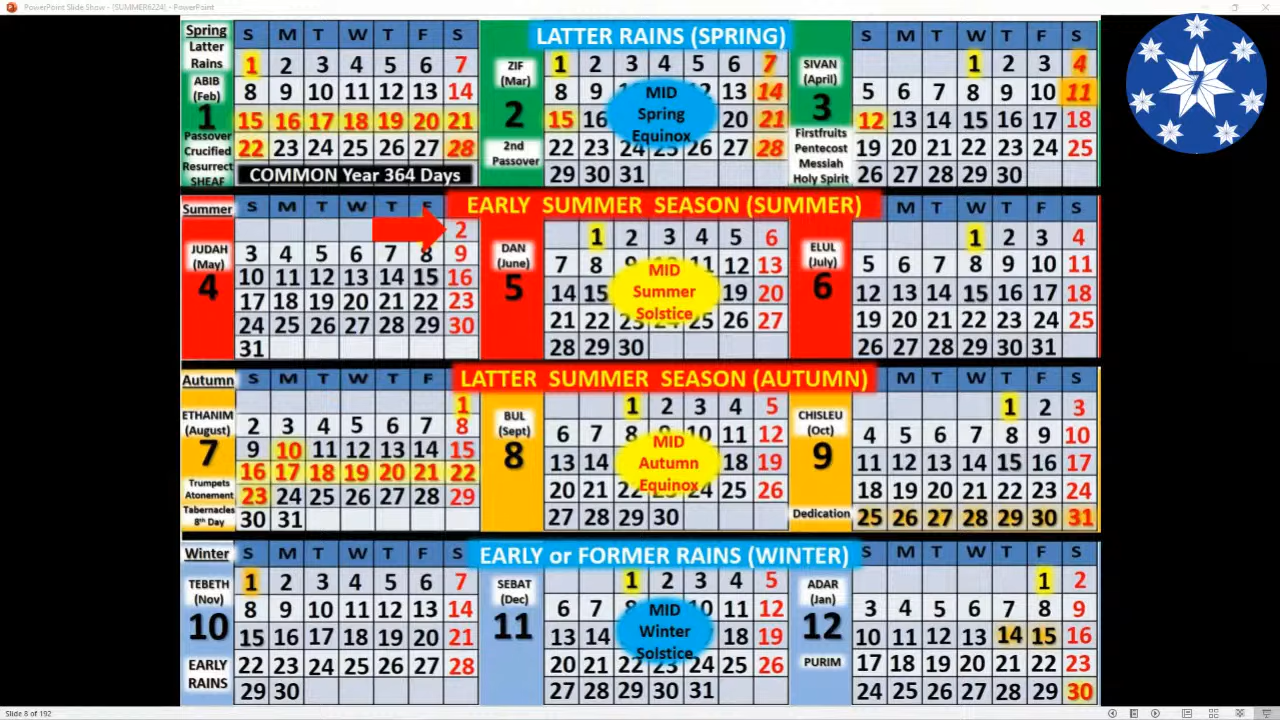 PowerPoint Slide Show - [SUMMER6224] - PowerPoint
Spring
Latter
Rains
ABIB
(Feb)
1
Passover
Crucified
Resurrect
SHEAF
S M T W T F S
1 2 3 4 5 6 7
8 9 10 11 12 13 14
15 16 17 18 19 20 21
22 23 24 25 26 27 28
COMMON Year 364 Days
LATTER RAINS (SPRING)
ZIF
(Mar)
2
2nd
Passover
1 2 3 4 5 6 7
8 9 12 13 14
15 16 20 21
22 23 24 25 26 27 28
29 30 31
MID
Spring
Equinox
SIVAN
(April)
3
Firstfruits
Pentecost
Messiah
Holy Spirit
S M T W T F S
1 2 3 4
5 6 7 8 9 10 11
12 13 14 15 16 17 18
19 20 21 22 23 24 25
26 27 28 29 30
7
Summer
JUDAH
(May)
4
S M T W T F S
2
3 4 5 6 7 8 9
10 11 12 13 14 15 16
17 18 19 20 21 22 23
24 25 26 27 28 29 30
31
EARLY SUMMER SEASON (SUMMER)
DAN
(June)
5
1 2 3 4 5 6
7 8 9 10 11 12 13
14 15 19 20
21 22 23 24 25 26 27
28 29 30
MID
Summer
Solstice
ELUL
(July)
6
M T W T F S
1 2 3 4
5 6 7 8 9 10 11
12 13 14 15 16 17 18
19 20 21 22 23 24 25
26 27 28 29 30 31
Autumn
ETHANIM
(August)
7
Trumpets
Atonement
Tabernacles
8th Day
S M T W T F S
1
2 3 4 5 6 7 8
9 10 11 12 13 14 15
16 17 18 19 20 21 22
23 24 25 26 27 28 29
30 31
LATTER SUMMER SEASON (AUTUMN)
BUL
(Sept)
8
1 2 3 4 5
6 7 8 9 10 11 12
13 14 18 19
20 21 22 23 24 25 26
27 28 29 30
MID
Autumn
Equinox
CHISLEU
(Oct)
9
Dedication
M T W T F S
1 2 3
4 5 6 7 8 9 10
11 12 13 14 15 16 17
18 19 20 21 22 23 24
25 26 27 28 29 30 31
Winter
TEBETH
(Nov)
10
EARLY
RAINS
S M T W T F S
1 2 3 4 5 6 7
8 9 10 11 12 13 14
15 16 17 18 19 20 21
22 23 24 25 26 27 28
29 30
EARLY or FORMER RAINS (WINTER)
SEBAT
(Dec)
11
1 2 3 4 5
6 7 8 9 10 11 12
13 14 18 19
20 21 22 23 24 25 26
27 28 29 30 31
MID
Winter
Solstice
ADAR
(Jan)
12
PURIM
S M T W T F S
1 2
3 4 5 6 7 8 9
10 11 12 13 14 15 16
17 18 19 20 21 22 23
24 25 26 27 28 29 30
Slide 8 of 192